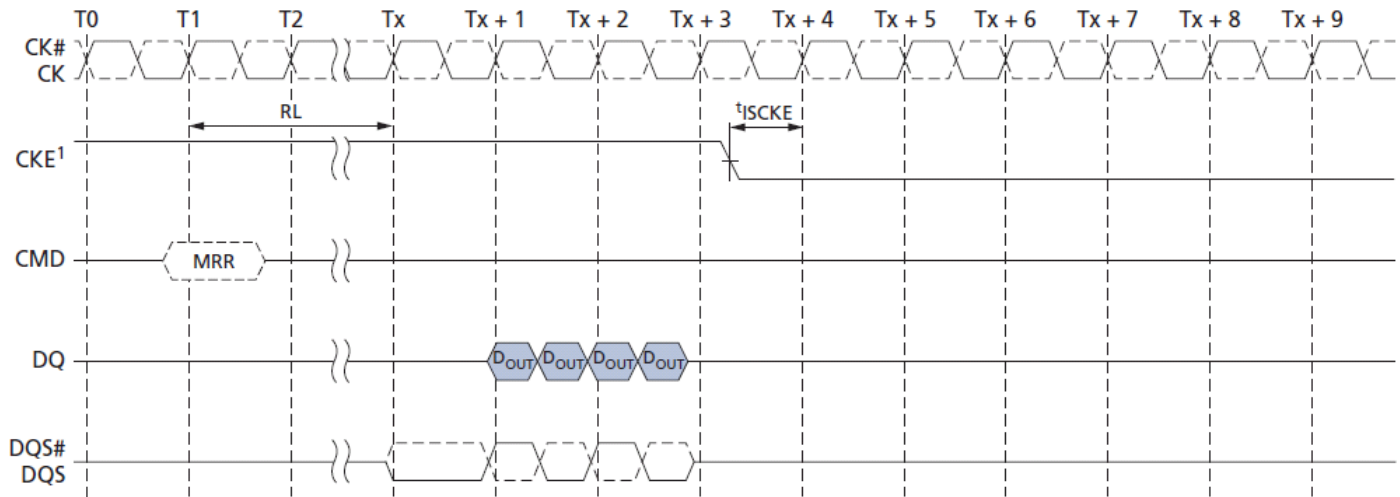 T0 T1 T2 Tx Tx + 1 Tx + 2 Tx + 3 Tx + 4 Tx + 5 Tx + 6 Tx + 7 Tx + 8 Tx + 9
CK#
CK
RL
tISCKE
CKE1
CMD MRR
DQ DOUT DOUT DOUT DOUT
DQS#
DQS